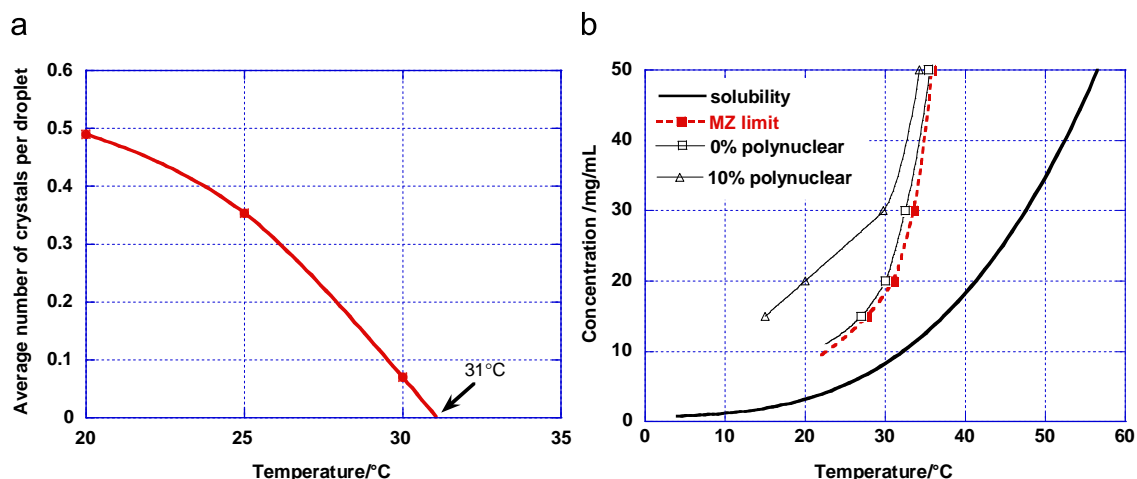 a
Average number of crystals per droplet
0.6
0.5
0.4
0.3
0.2
0.1
0
31°C
20
25
30
35
Temperature/°C
b
Concentration /mg/mL
50
40
30
20
10
0
solubility
MZ limit
0% polynuclear
10% polynuclear
0
10
20
30
40
50
60
Temperature/°C